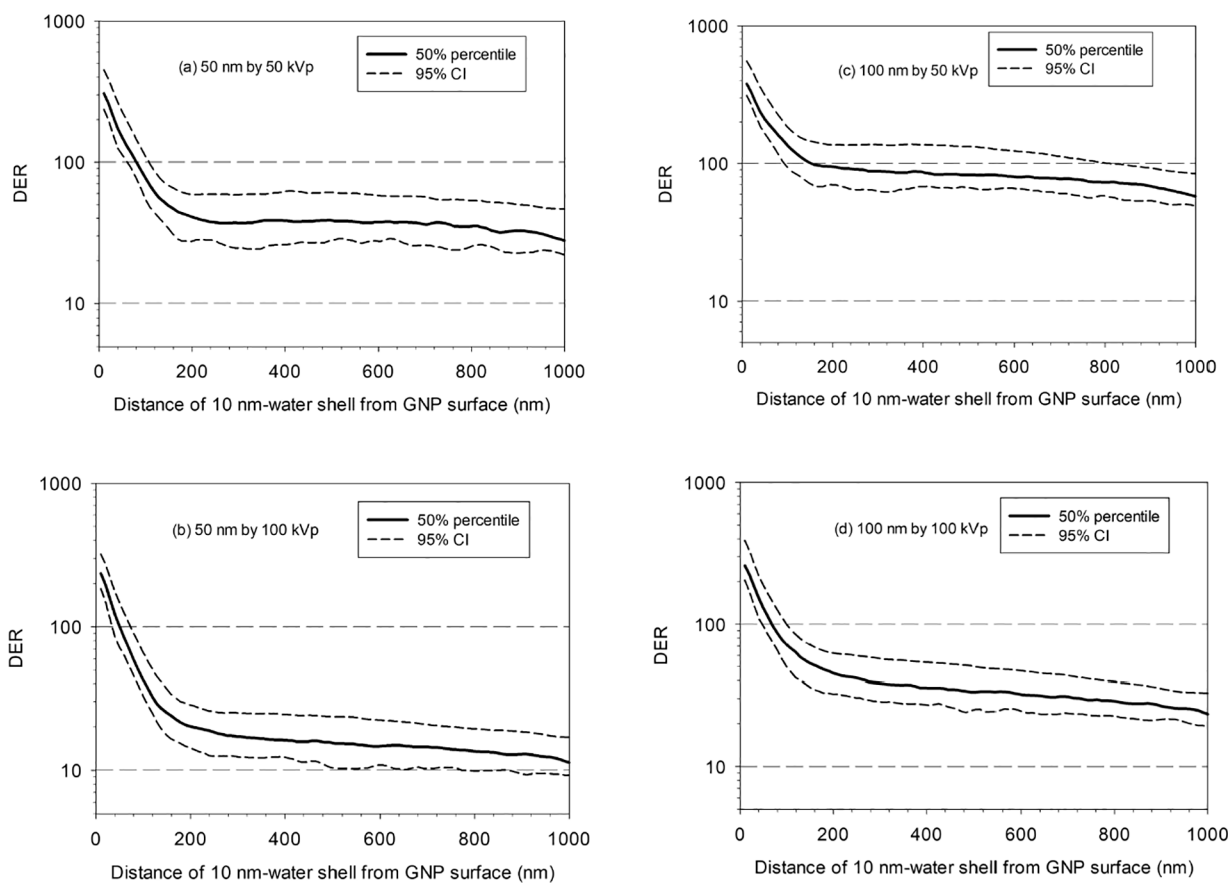 1000
100
10
DER
(a) 50 nm by 50 kVp
50% percentile
95% CI
0 200 400 600 800 1000
Distance of 10 nm-water shell from GNP surface (nm)
1000
100
10
DER
(c) 100 nm by 50 kVp
50% percentile
95% CI
0 200 400 600 800 1000
Distance of 10 nm-water shell from GNP surface (nm)
1000
100
10
DER
(b) 50 nm by 100 kVp
50% percentile
95% CI
0 200 400 600 800 1000
Distance of 10 nm-water shell from GNP surface (nm)
1000
100
10
DER
(d) 100 nm by 100 kVp
50% percentile
95% CI
0 200 400 600 800 1000
Distance of 10 nm-water shell from GNP surface (nm)